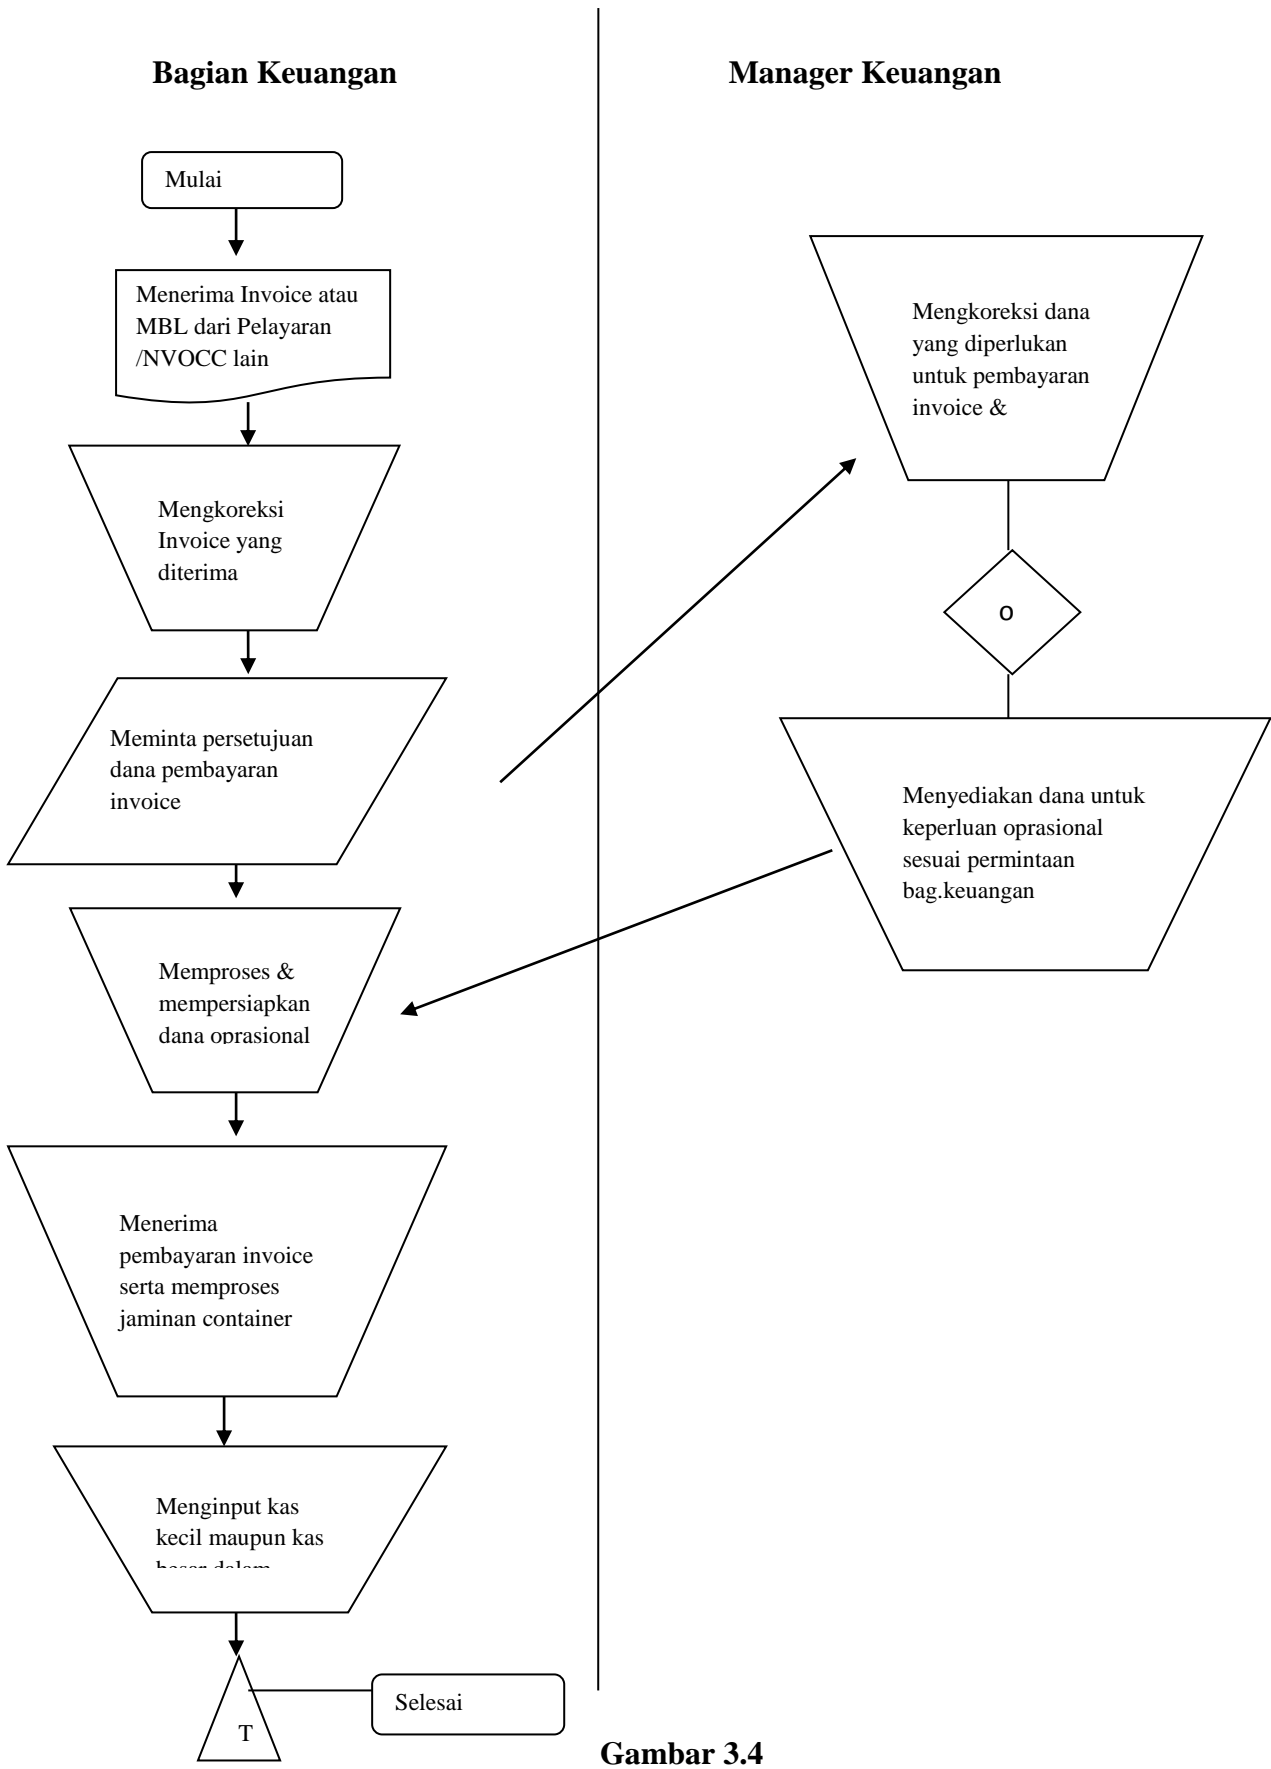 Bagian Keuangan
Manager Keuangan
Mulai
Menerima Invoice atau
MBL dari Pelayaran
/NVOCC lain
Mengkoreksi
Invoice yang
diterima
Meminta persetujuan
dana pembayaran
invoice
Memproses &
mempersiapkan
dana oprasional
Menerima
pembayaran invoice
serta memproses
jaminan container
Menginput kas
kecil maupun kas
besar dalam
T
Selesai
Mengkoreksi dana
yang diperlukan
untuk pembayaran
invoice &
o
Menyediakan dana untuk
keperluan oprasional
sesuai permintaan
bag.keuangan
Gambar 3.4